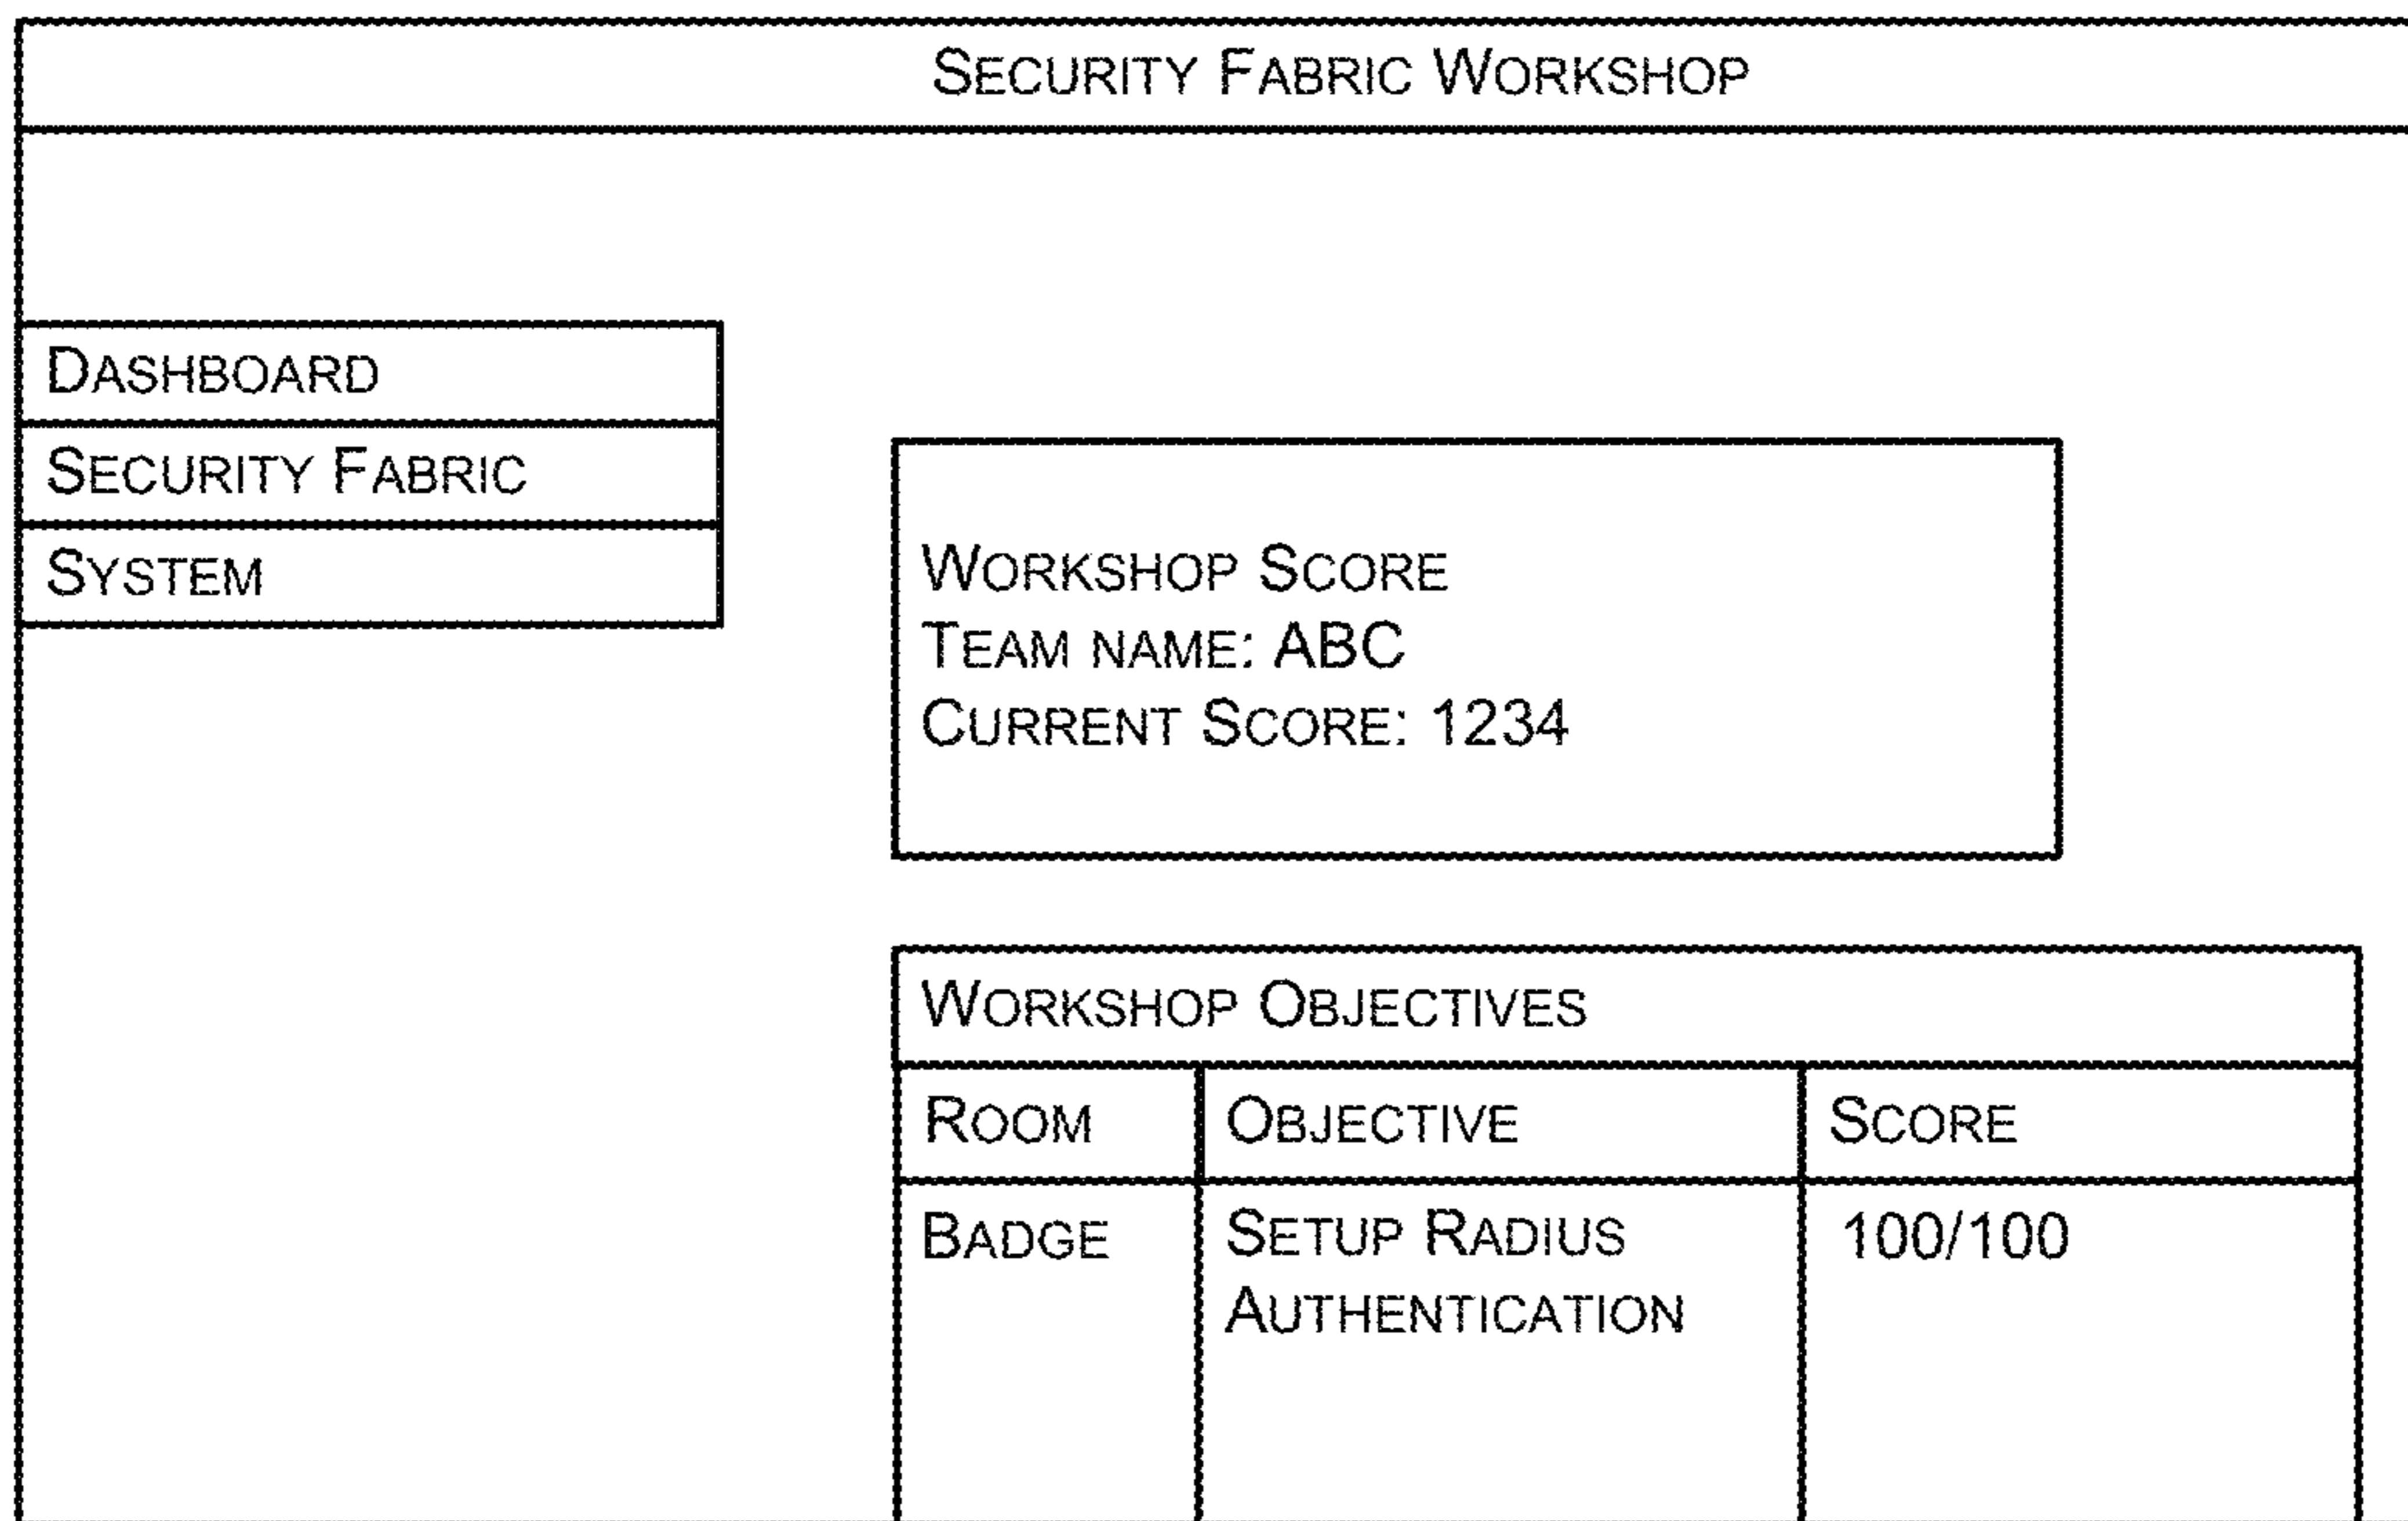 SECURITY FABRIC WORKSHOP
DASHBOARD
SECURITY FABRIC
SYSTEM
WORKSHOP SCORE
TEAM NAME: ABC
CURRENT SCORE: 1234
WORKSHOP OBJECTIVES
ROOM OBJECTIVE SCORE
BADGE SETUP RADIUS 100/100
AUTHENTICATION